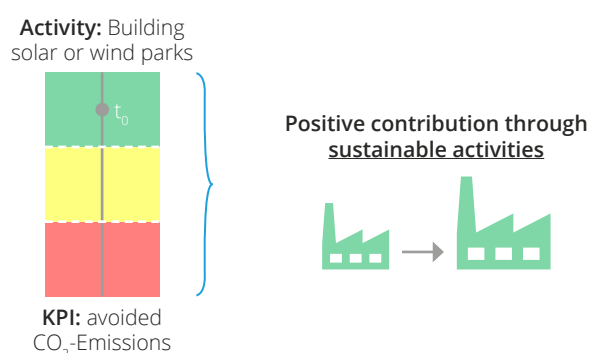 Activity: Building
solar or wind parks
t₀
Positive contribution through
sustainable activities
KPI: avoided
CO₂-Emissions